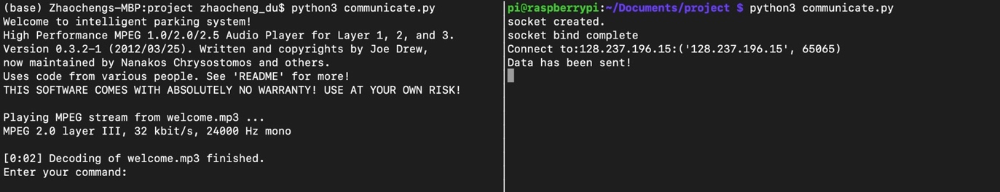 (base) Zhaochengs-MBP:project zhaocheng_du$ python3 communicate.py
Welcome to intelligent parking system!
High Performance MPEG 1.0/2.0/2.5 Audio Player for Layer 1, 2, and 3.
Version 0.3.2-1 (2012/03/25). Written and copyrights by Joe Drew,
now maintained by Nanakos Chrysostomos and others.
Uses code from various people. See 'README' for more!
THIS SOFTWARE COMES WITH ABSOLUTELY NO WARRANTY! USE AT YOUR OWN RISK!
Playing MPEG stream from welcome.mp3 ...
MPEG 2.0 layer III, 32 kbit/s, 24000 Hz mono
[0:02] Decoding of welcome.mp3 finished.
Enter your command:
pi@raspberrypi:~/Documents/project $ python3 communicate.py
socket created.
socket bind complete
Connect to:128.237.196.15:('128.237.196.15', 65065)
Data has been sent!